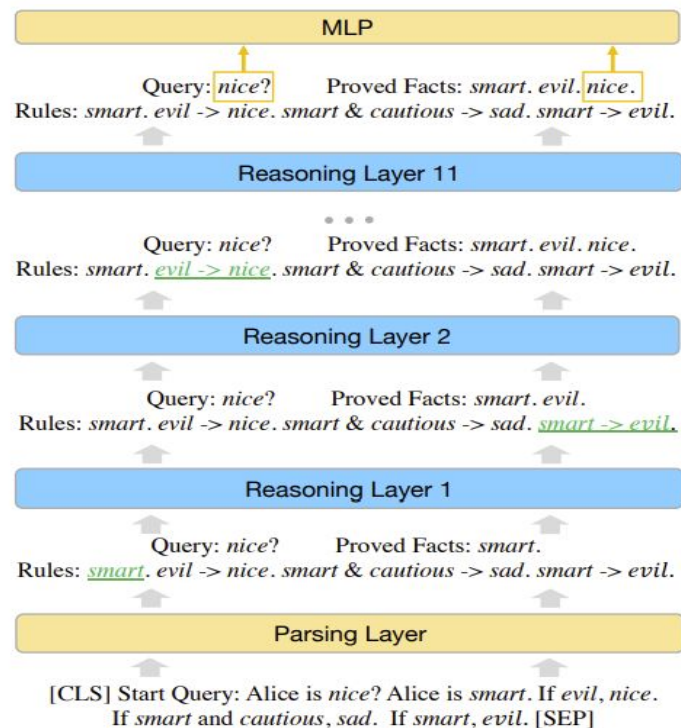 MLP
Query: nice? Proved Facts: smart. evil. nice.
Rules: smart. evil -> nice. smart & cautious -> sad. smart -> evil.
Reasoning Layer 11
...
Query: nice? Proved Facts: smart. evil. nice.
Rules: smart. evil -> nice. smart & cautious -> sad. smart -> evil.
Reasoning Layer 2
Query: nice? Proved Facts: smart. evil.
Rules: smart. evil -> nice. smart & cautious -> sad. smart -> evil.
Reasoning Layer 1
Query: nice? Proved Facts: smart.
Rules: smart. evil -> nice. smart & cautious -> sad. smart -> evil.
Parsing Layer
[CLS] Start Query: Alice is nice? Alice is smart. If evil, nice.
If smart and cautious, sad. If smart, evil. [SEP]